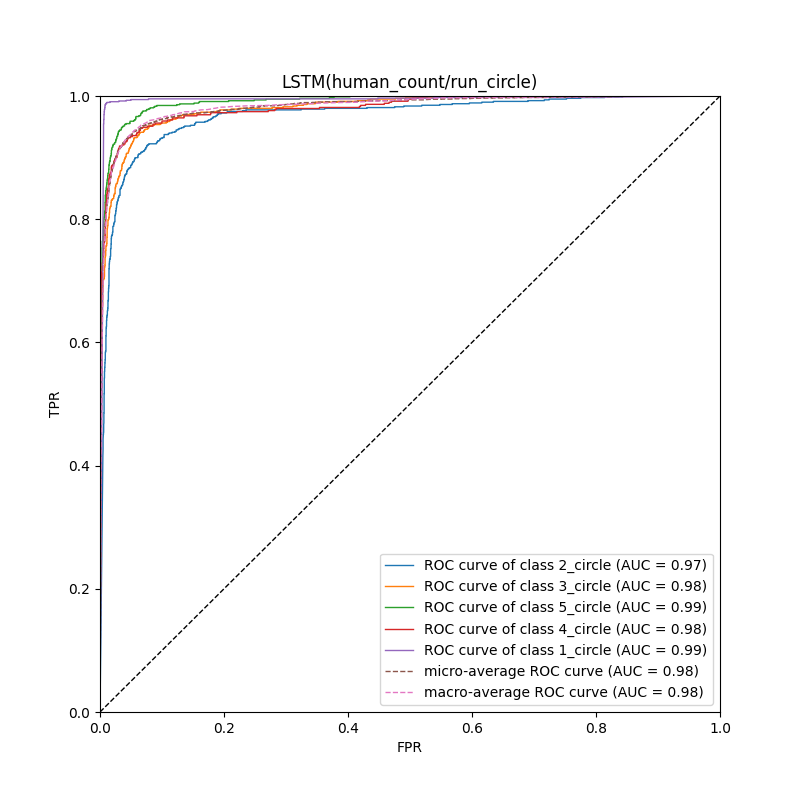 LSTM(human_count/run_circle)
1.0
0.8
0.6
0.4
0.2
0.0
TPR
0.0 0.2 0.4 0.6 0.8 1.0
FPR
ROC curve of class 2_circle (AUC = 0.97)
ROC curve of class 3_circle (AUC = 0.98)
ROC curve of class 5_circle (AUC = 0.99)
ROC curve of class 4_circle (AUC = 0.98)
ROC curve of class 1_circle (AUC = 0.99)
micro-average ROC curve (AUC = 0.98)
macro-average ROC curve (AUC = 0.98)